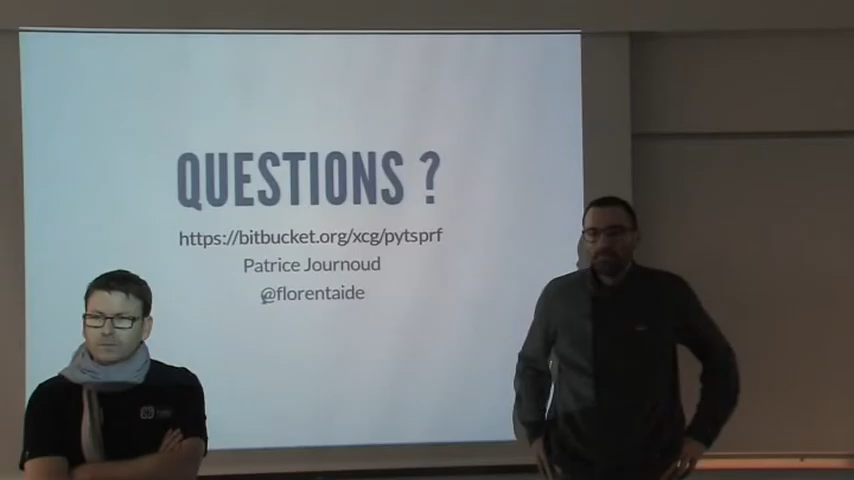 QUESTIONS ?
https://bitbucket.org/xcg/pytsprf
Patrice Journoud
@florentaide